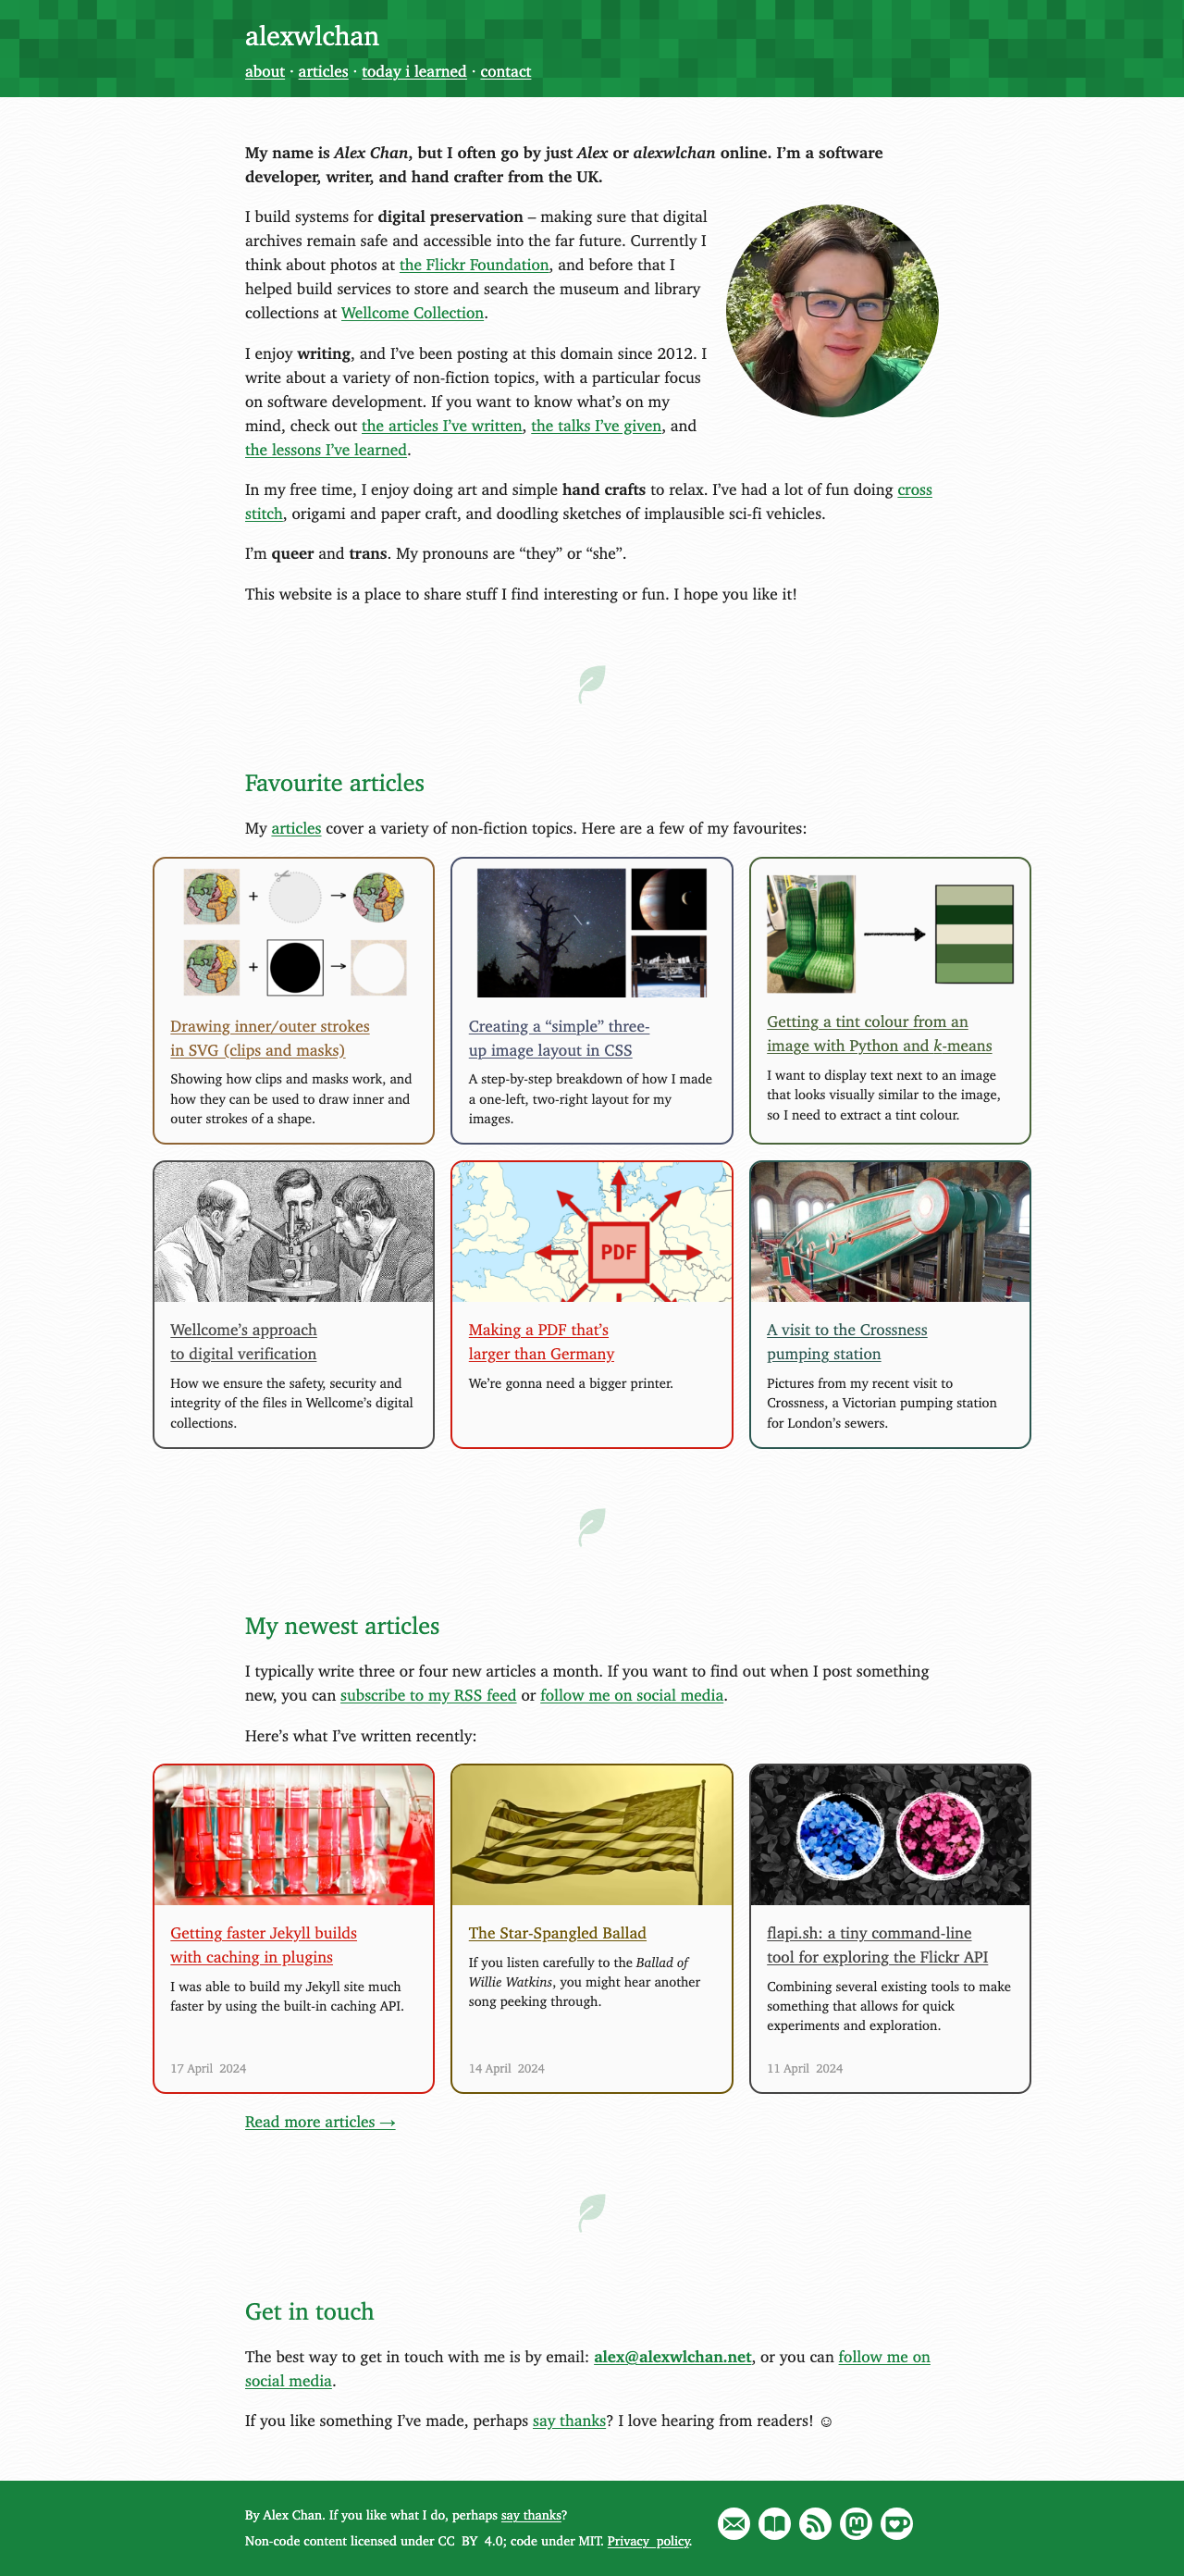 alexwlchan
about · articles · today i learned · contact
My name is Alex Chan, but I often go by just Alex or alexwlchan online. I’m a software
developer, writer, and hand crafter from the UK.
I build systems for digital preservation – making sure that digital
archives remain safe and accessible into the far future. Currently I
think about photos at the Flickr Foundation, and before that I
helped build services to store and search the museum and library
collections at Wellcome Collection.
I enjoy writing, and I’ve been posting at this domain since 2012. I
write about a variety of non-fiction topics, with a particular focus
on software development. If you want to know what’s on my
mind, check out the articles I’ve written, the talks I’ve given, and
the lessons I’ve learned.
In my free time, I enjoy doing art and simple hand crafts to relax. I’ve had a lot of fun doing cross
stitch, origami and paper craft, and doodling sketches of implausible sci-fi vehicles.
I’m queer and trans. My pronouns are “they” or “she”.
This website is a place to share stuff I find interesting or fun. I hope you like it!
Favourite articles
My articles cover a variety of non-fiction topics. Here are a few of my favourites:
Drawing inner/outer strokes
in SVG (clips and masks)
Showing how clips and masks work, and
how they can be used to draw inner and
outer strokes of a shape.
Creating a “simple” three-
up image layout in CSS
A step-by-step breakdown of how I made
a one-left, two-right layout for my
images.
Getting a tint colour from an
image with Python and k-means
I want to display text next to an image
that looks visually similar to the image,
so I need to extract a tint colour.
Wellcome’s approach
to digital verification
How we ensure the safety, security and
integrity of the files in Wellcome’s digital
collections.
PDF
Making a PDF that’s
larger than Germany
We’re gonna need a bigger printer.
A visit to the Crossness
pumping station
Pictures from my recent visit to
Crossness, a Victorian pumping station
for London’s sewers.
My newest articles
I typically write three or four new articles a month. If you want to find out when I post something
new, you can subscribe to my RSS feed or follow me on social media.
Here’s what I’ve written recently:
Getting faster Jekyll builds
with caching in plugins
I was able to build my Jekyll site much
faster by using the built-in caching API.
17 April 2024
The Star-Spangled Ballad
If you listen carefully to the Ballad of
Willie Watkins, you might hear another
song peeking through.
14 April 2024
flapi.sh: a tiny command-line
tool for exploring the Flickr API
Combining several existing tools to make
something that allows for quick
experiments and exploration.
11 April 2024
Read more articles →
Get in touch
The best way to get in touch with me is by email: alex@alexwlchan.net, or you can follow me on
social media.
If you like something I’ve made, perhaps say thanks? I love hearing from readers! ☺
By Alex Chan. If you like what I do, perhaps say thanks?
Non-code content licensed under CC BY 4.0; code under MIT. Privacy policy.